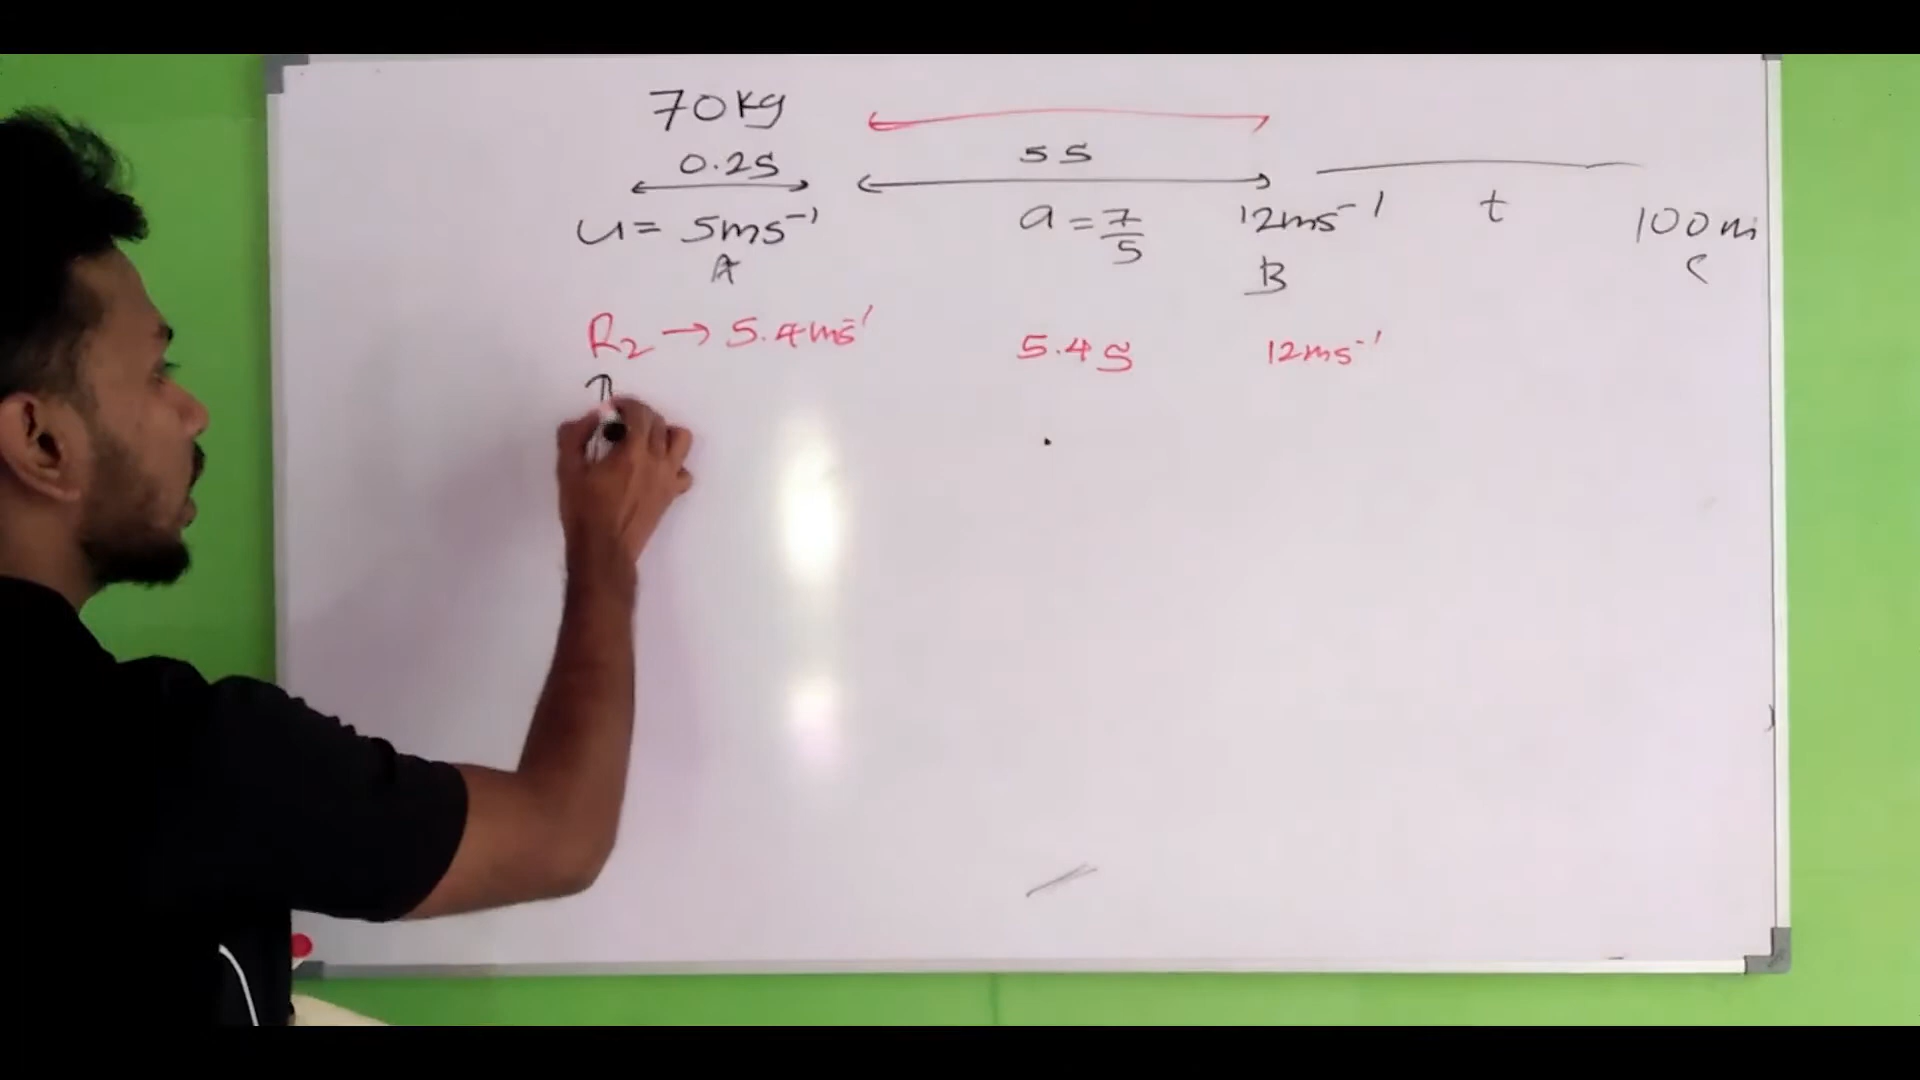 70kg
0.2s 5s
u = 5ms⁻¹ a = 7/5 12ms⁻¹ t 100m
A B C
R₂ → 5.4ms⁻¹ 5.4s 12ms⁻¹